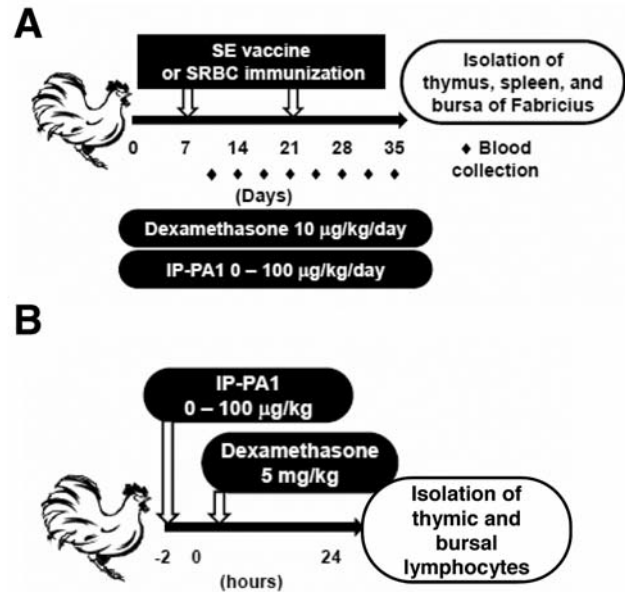 A
SE vaccine
or SRBC immunization
Isolation of
thymus, spleen, and
bursa of Fabricius
0 7 14 21 28 35
♦ Blood
collection
(Days)
Dexamethasone 10 μg/kg/day
IP-PA1 0 – 100 μg/kg/day
B
IP-PA1
0 – 100 μg/kg
Dexamethasone
5 mg/kg
Isolation of
thymic and
bursal
lymphocytes
-2 0 24
(hours)